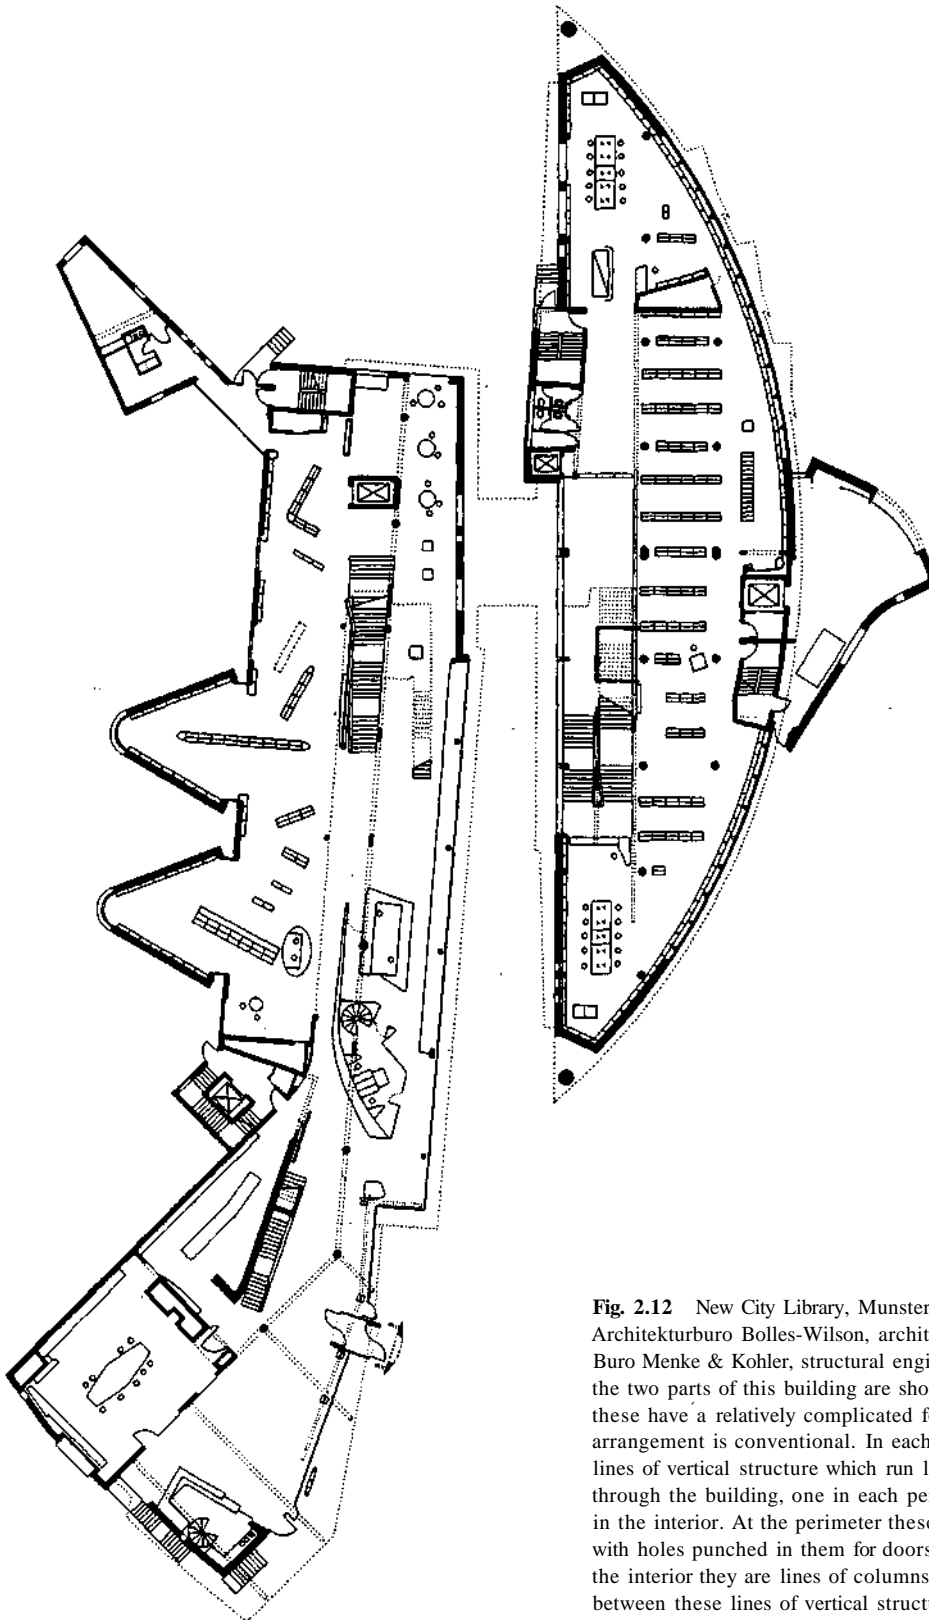 Fig. 2.12 New City Library, Munster
Architekturburo Bolles-Wilson, archit
Buro Menke & Kohler, structural engi
the two parts of this building are sho
these have a relatively complicated f
arrangement is conventional. In each
lines of vertical structure which run l
through the building, one in each pe
in the interior. At the perimeter these
with holes punched in them for doors
the interior they are lines of columns
between these lines of vertical struct